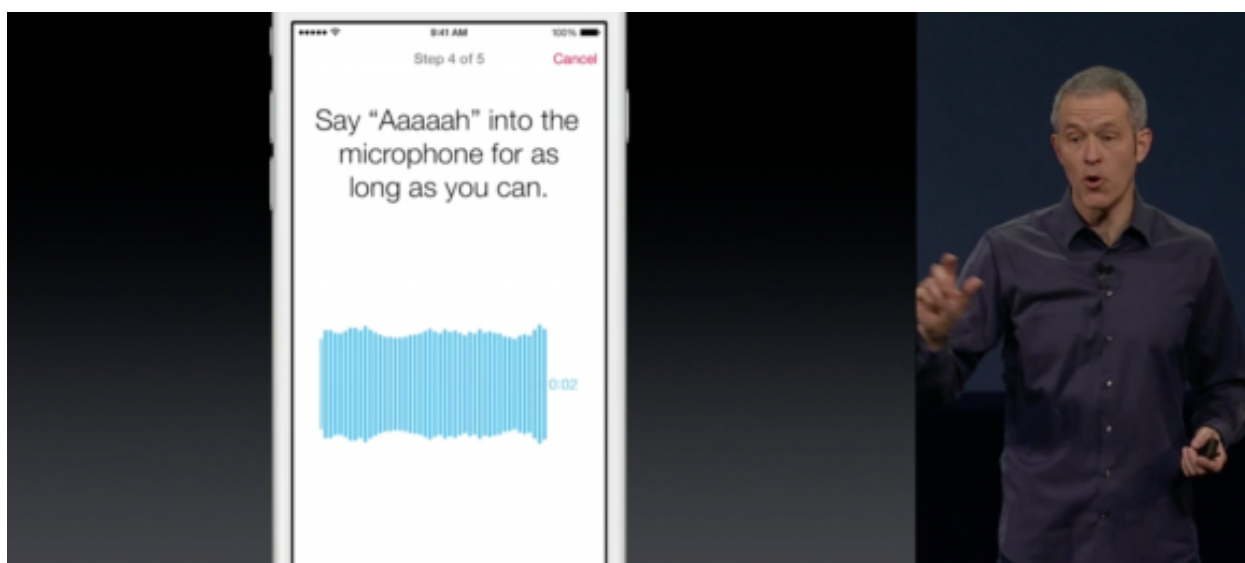 9:41 AM 100%
Step 4 of 5 Cancel
Say “Aaaaah” into the
microphone for as
long as you can.
0:02